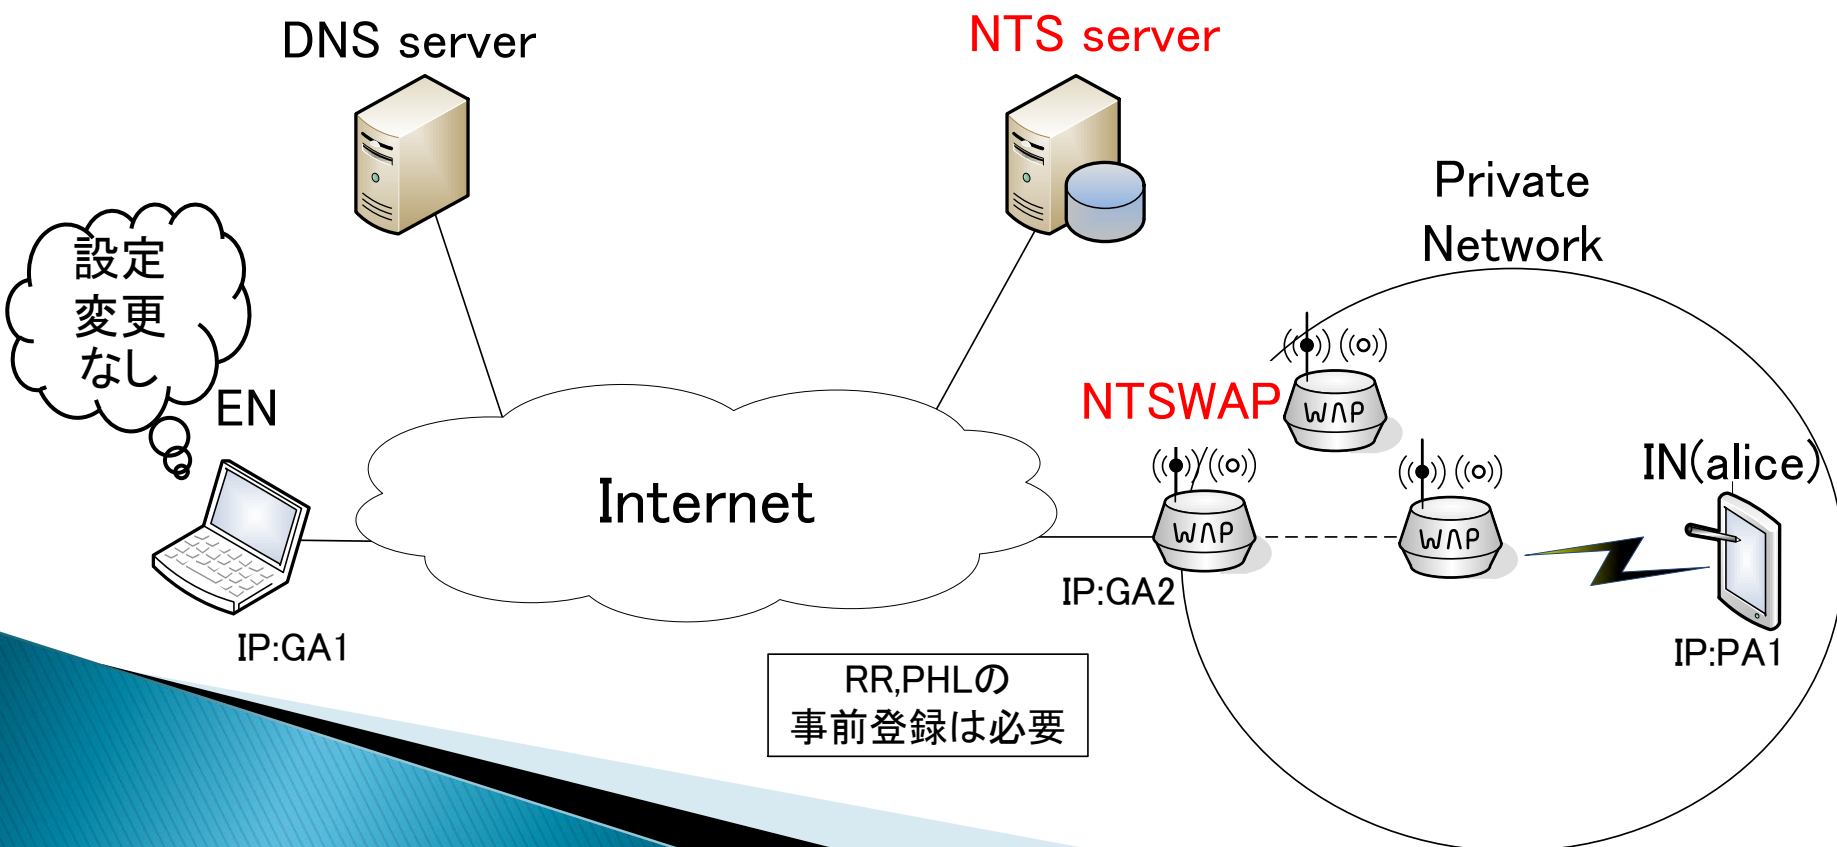 DNS server
NTS server
Private
Network
設定
変更
なし
EN
NTSWAP
WAP
IN(alice)
Internet
WAP
WAP
IP:GA2
IP:GA1
IP:PA1
RR,PHLの
事前登録は必要